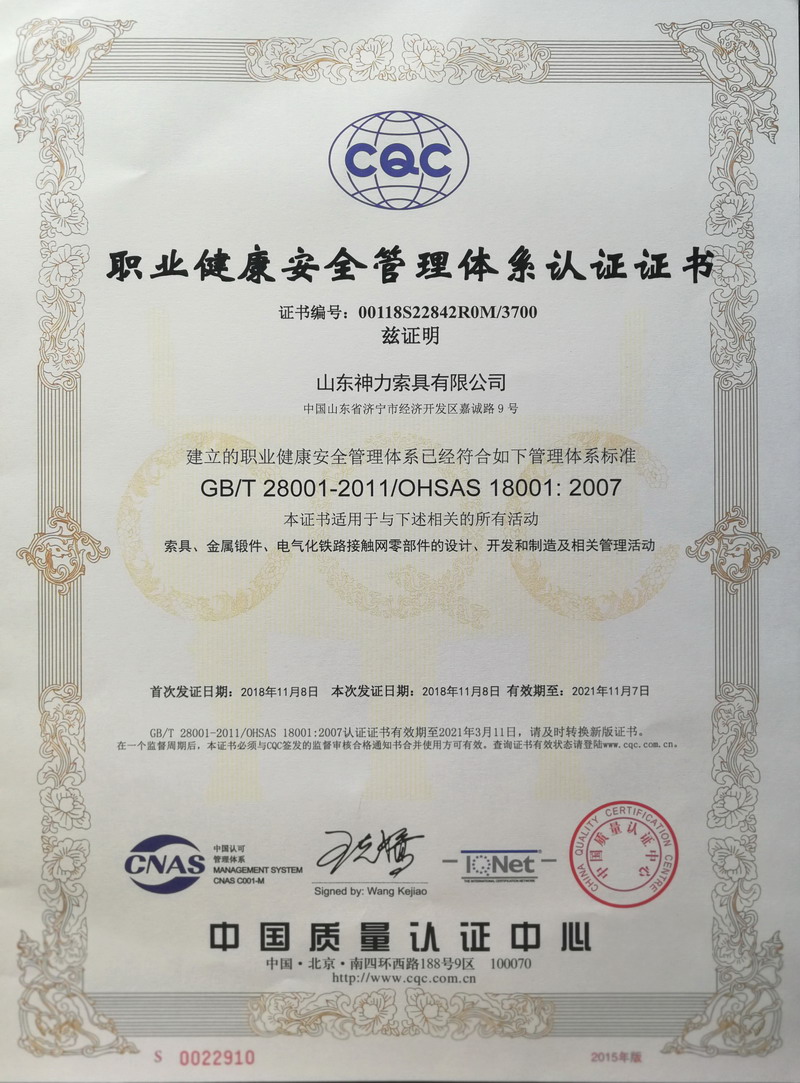 CQC
职业健康安全管理体系认证证书
证书编号：00118S22842R0M/3700
兹证明
山东神力索具有限公司
中国山东省济宁市经济开发区嘉诚路 9 号
建立的职业健康安全管理体系已经符合如下管理体系标准
GB/T 28001-2011/OHSAS 18001: 2007
本证书适用于与下述相关的所有活动
索具、金属锻件、电气化铁路接触网零部件的设计、开发和制造及相关管理活动
首次发证日期：2018年11月8日 本次发证日期：2018年11月8日 有效期至：2021年11月7日
GB/T 28001-2011/OHSAS 18001:2007认证证书有效期至2021年3月11日，请及时转换新版证书。
在一个监督周期后，本证书必须与CQC签发的监督审核合格通知书合并使用方可有效。查询证书有效状态请登陆www.cqc.com.cn。
CNAS
中国认可
管理体系
MANAGEMENT SYSTEM
CNAS C001-M
Signed by: Wang Kejiao
IQNet
THE INTERNATIONAL CERTIFICATION NETWORK
CHINA QUALITY CERTIFICATION CENTRE
中国质量认证中心
中国质量认证中心
中国·北京·南四环西路188号9区 100070
http://www.cqc.com.cn
S 0022910
2015年版